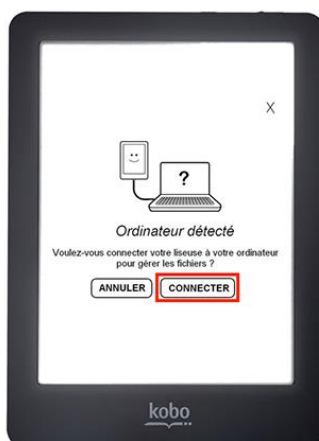 X
?
Ordinateur détecté
Voulez-vous connecter votre liseuse à votre ordinateur
pour gérer les fichiers ?
ANNULER CONNECTER
kobo